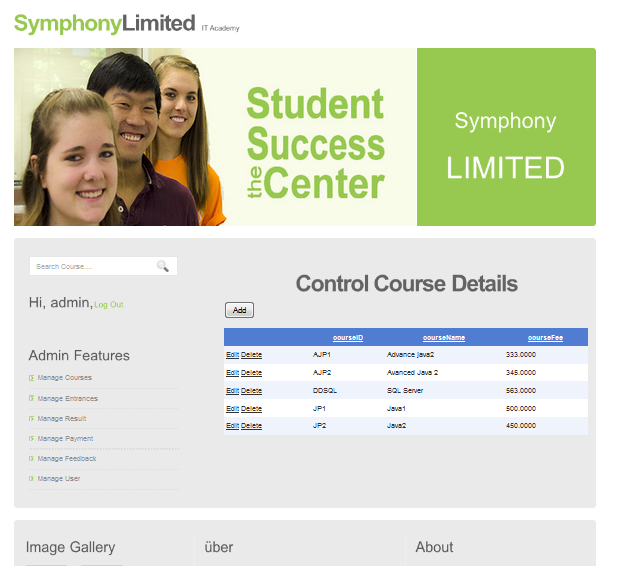 SymphonyLimited IT Academy
Student
Success
the Center
Symphony
LIMITED
Search Course....
Hi, admin, Log Out
Control Course Details
Add
Admin Features
Manage Courses
Manage Entrances
Manage Result
Manage Payment
Manage Feedback
Manage User
courseID courseName courseFee
Edit Delete AJP1 Advance java2 333.0000
Edit Delete AJP2 Avanced Java 2 345.0000
Edit Delete DDSQL SQL Server 563.0000
Edit Delete JP1 Java1 500.0000
Edit Delete JP2 Java2 450.0000
Image Gallery über About